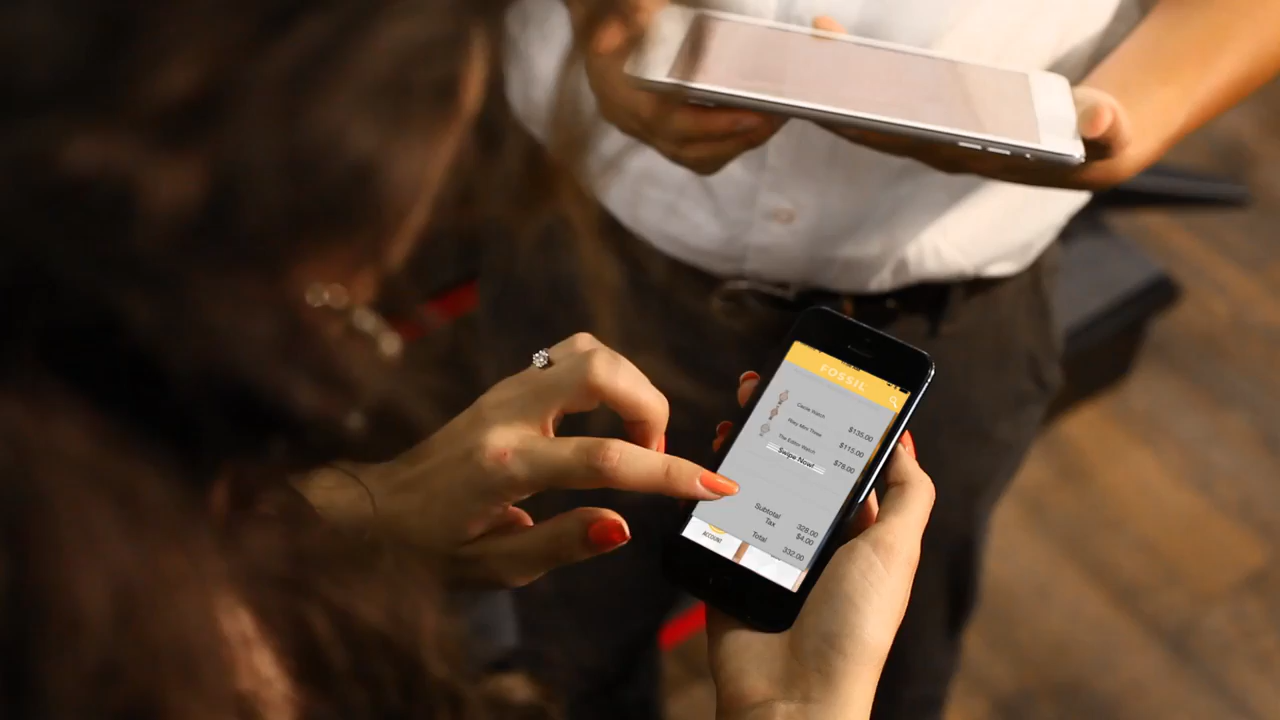 FOSSIL
Watch $135.00
Riley Mini Three $115.00
The Editor Watch $78.00
Swipe Now!
Subtotal 328.00
Tax $4.00
Total 332.00
ACCOUNT